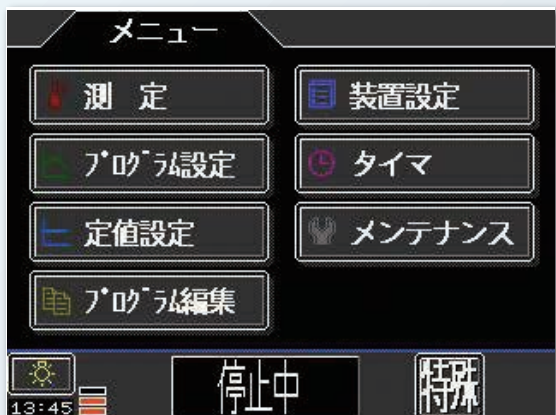 メニュー
測 定
装置設定
ﾌﾟﾛｸﾞﾗﾑ設定
タイマ
定値設定
メンテナンス
ﾌﾟﾛｸﾞﾗﾑ編集
13:45
停止中
特殊